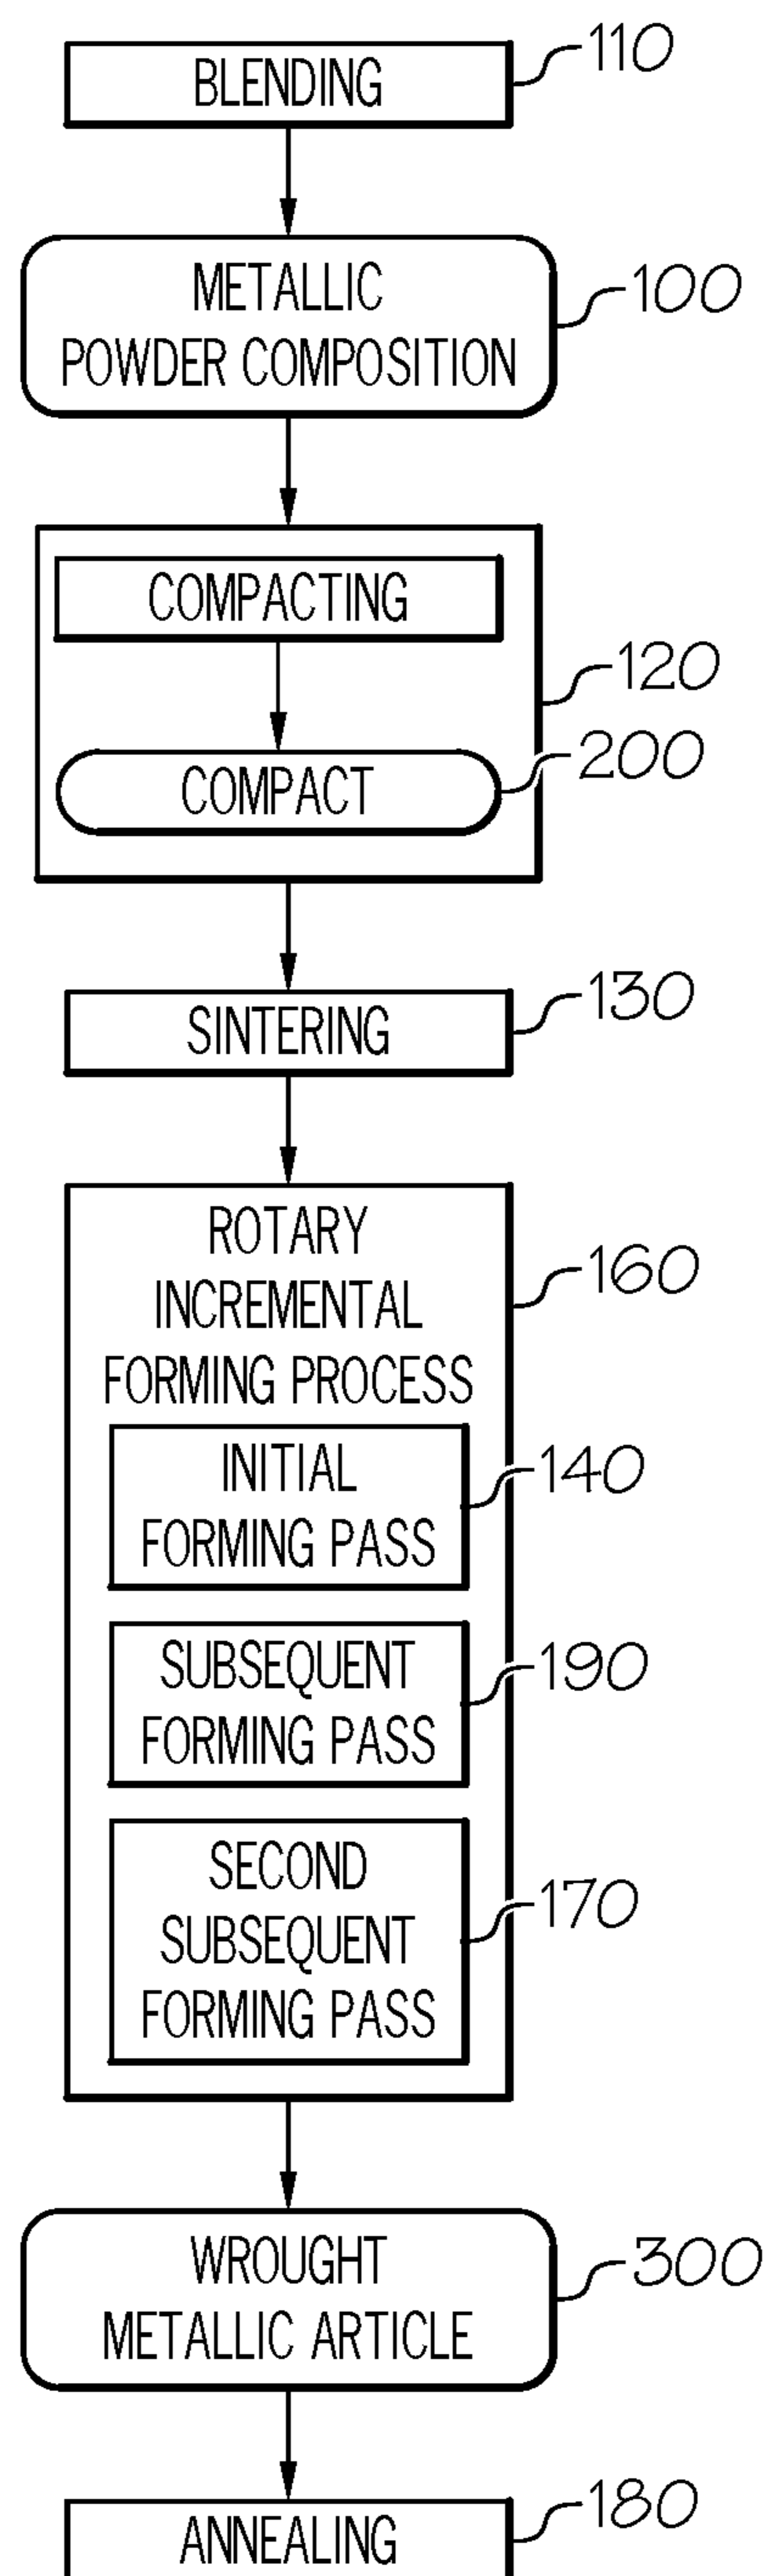 BLENDING
110
METALLIC
POWDER COMPOSITION
100
COMPACTING
120
COMPACT
200
SINTERING
130
ROTARY
INCREMENTAL
FORMING PROCESS
160
INITIAL
FORMING PASS
140
SUBSEQUENT
FORMING PASS
190
SECOND
SUBSEQUENT
FORMING PASS
170
WROUGHT
METALLIC ARTICLE
300
ANNEALING
180